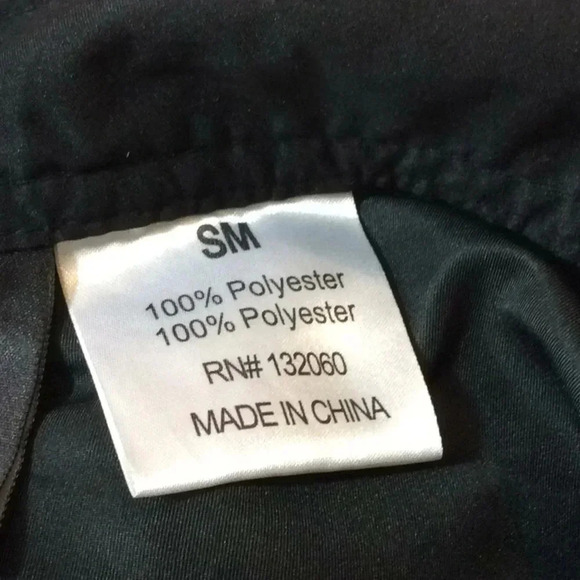 SM
100% Polyester
100% Polyester
RN# 132060
MADE IN CHINA